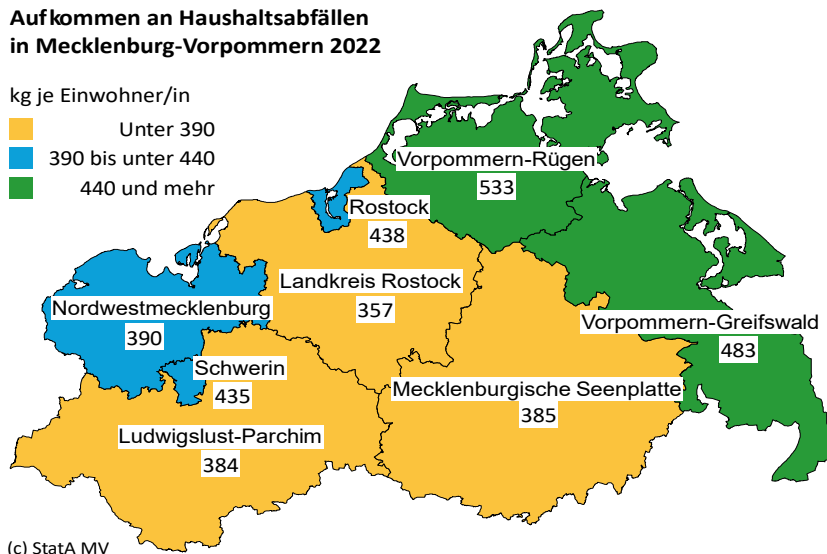 Aufkommen an Haushaltsabfällen
in Mecklenburg-Vorpommern 2022
kg je Einwohner/in
Unter 390
390 bis unter 440
440 und mehr
Vorpommern-Rügen
533
Rostock
438
Landkreis Rostock
357
Nordwestmecklenburg
390
Vorpommern-Greifswald
483
Schwerin
435
Mecklenburgische Seenplatte
385
Ludwigslust-Parchim
384
(c) StatA MV